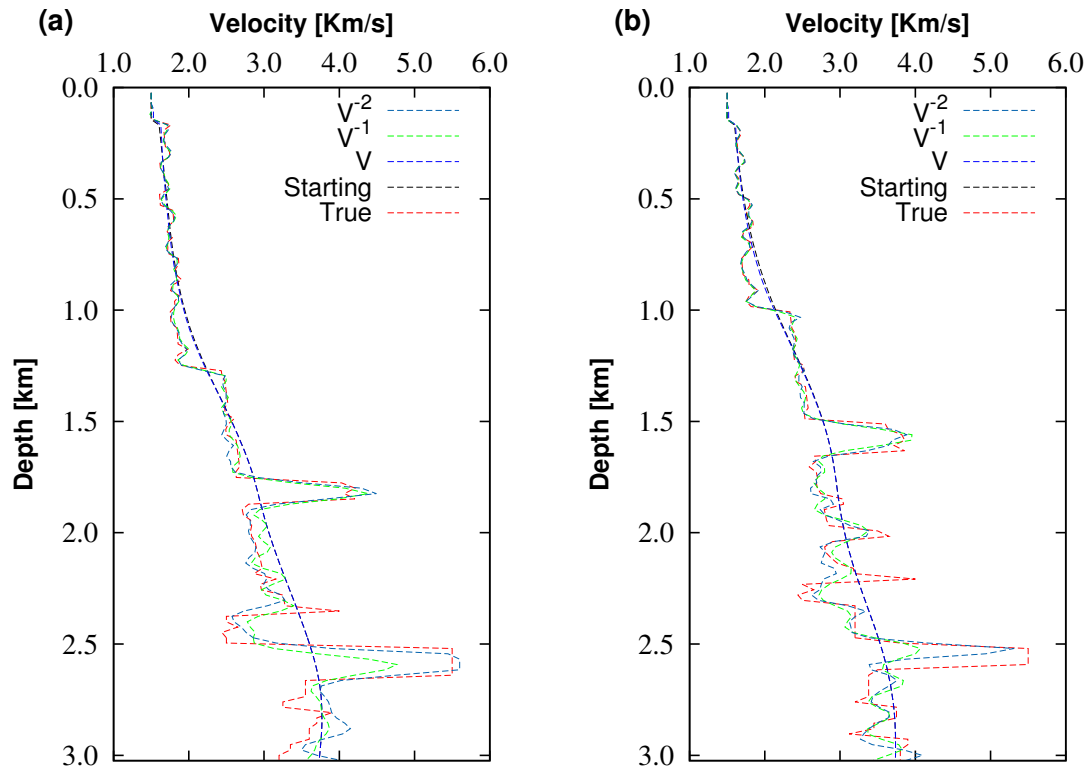 (a)
Velocity [Km/s]
1.0 2.0 3.0 4.0 5.0 6.0
0.0
0.5
1.0
1.5
2.0
2.5
3.0
Depth [km]
V⁻²
V⁻¹
V
Starting
True
(b)
Velocity [Km/s]
1.0 2.0 3.0 4.0 5.0 6.0
0.0
0.5
1.0
1.5
2.0
2.5
3.0
Depth [km]
V⁻²
V⁻¹
V
Starting
True